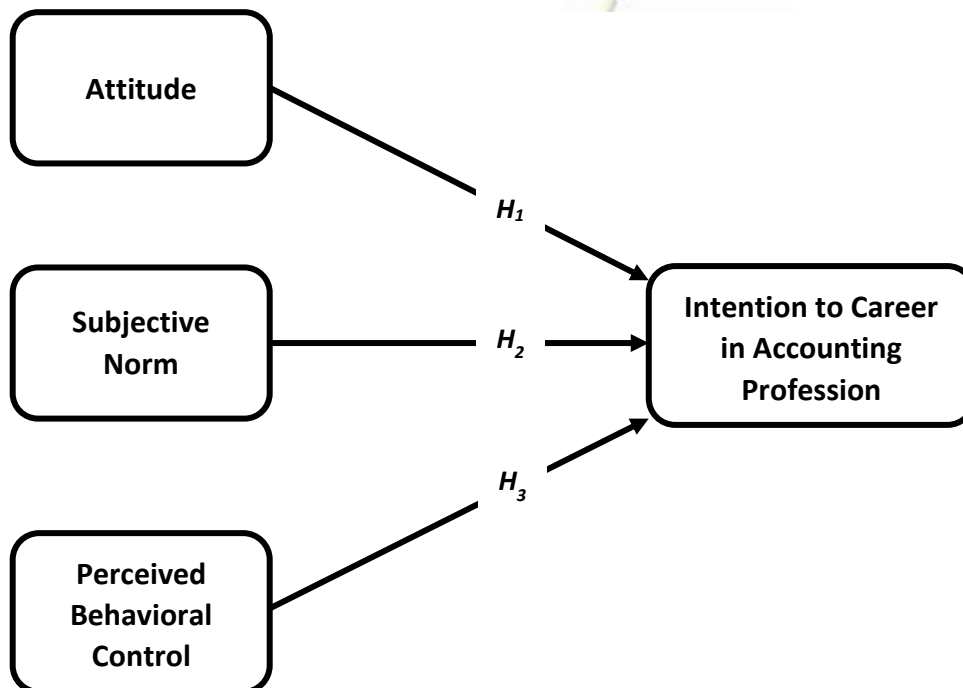 Attitude
H₁
Subjective
Norm
H₂
Intention to Career
in Accounting
Profession
H₃
Perceived
Behavioral
Control